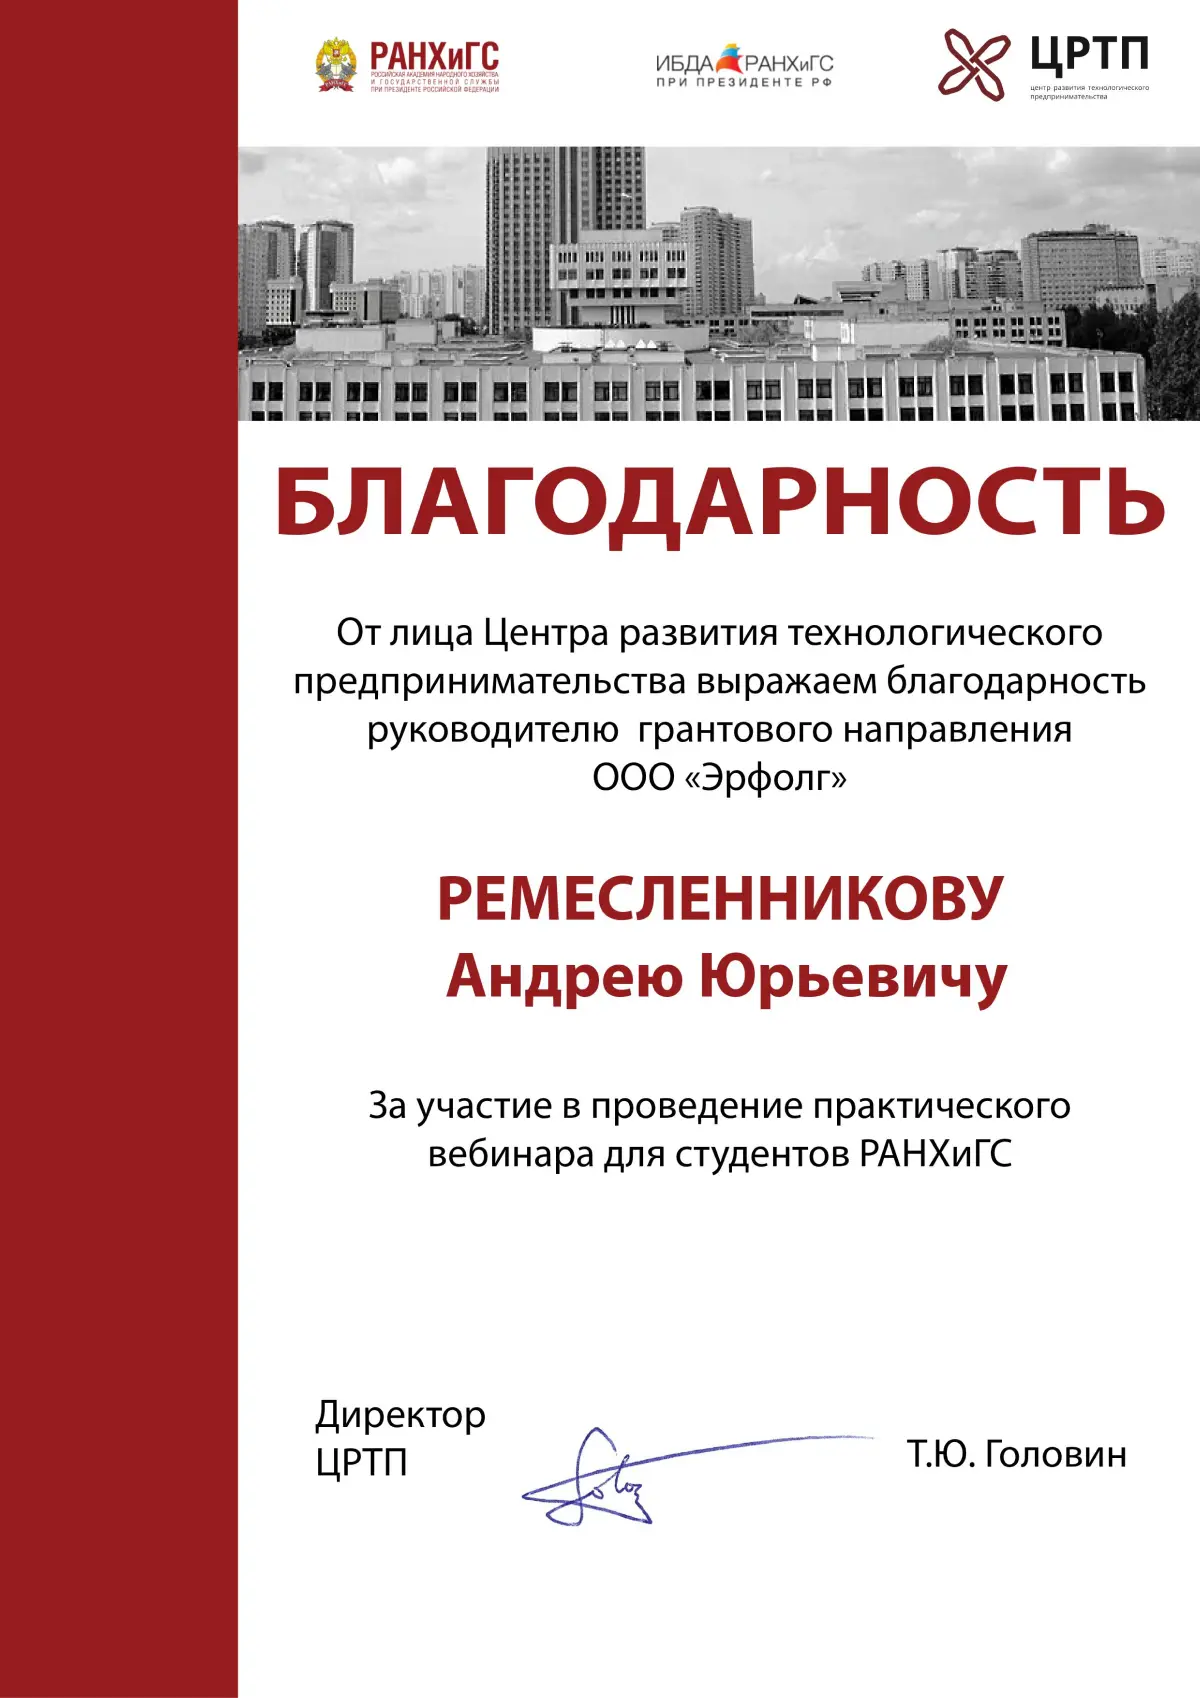 РАНХиГС
РОССИЙСКАЯ АКАДЕМИЯ НАРОДНОГО ХОЗЯЙСТВА
И ГОСУДАРСТВЕННОЙ СЛУЖБЫ
ПРИ ПРЕЗИДЕНТЕ РОССИЙСКОЙ ФЕДЕРАЦИИ
ИБДА РАНХиГС
ПРИ ПРЕЗИДЕНТЕ РФ
ЦРТП
центр развития технологического
предпринимательства
БЛАГОДАРНОСТЬ
От лица Центра развития технологического
предпринимательства выражаем благодарность
руководителю грантового направления
ООО «Эрфолг»
РЕМЕСЛЕННИКОВУ
Андрею Юрьевичу
За участие в проведение практического
вебинара для студентов РАНХиГС
Директор
ЦРТП
Т.Ю. Головин